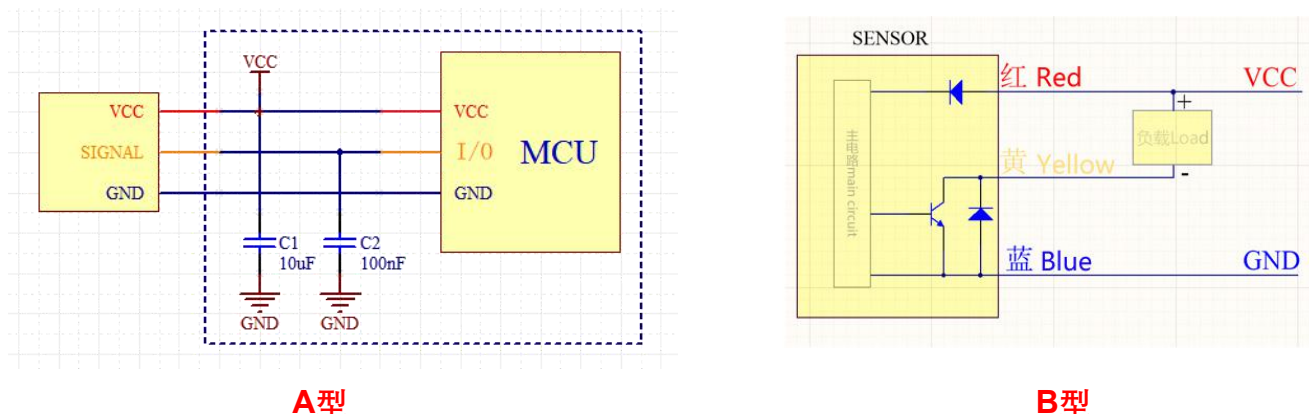 VCC
VCC
SIGNAL
GND
VCC
I/0
GND
MCU
C1
10uF
C2
100nF
GND
GND
A型
SENSOR
主电路main circuit
红 Red
VCC
+
负载Load
-
黄 Yellow
蓝 Blue
GND
B型